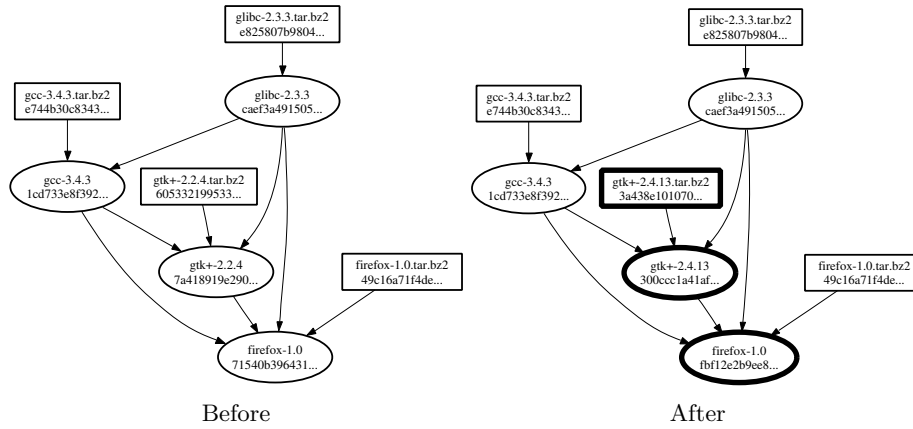 glibc-2.3.3.tar.bz2
e825807b9804...
gcc-3.4.3.tar.bz2
e744b30c8343...
glibc-2.3.3
caef3a491505...
gcc-3.4.3
1cd733e8f392...
gtk+-2.2.4.tar.bz2
605332199533...
gtk+-2.2.4
7a418919e290...
firefox-1.0.tar.bz2
49c16a71f4de...
firefox-1.0
71540b396431...
Before
glibc-2.3.3.tar.bz2
e825807b9804...
gcc-3.4.3.tar.bz2
e744b30c8343...
glibc-2.3.3
caef3a491505...
gcc-3.4.3
1cd733e8f392...
gtk+-2.4.13.tar.bz2
3a438e101070...
gtk+-2.4.13
300ccc1a41af...
firefox-1.0.tar.bz2
49c16a71f4de...
firefox-1.0
fbf12e2b9ee8...
After